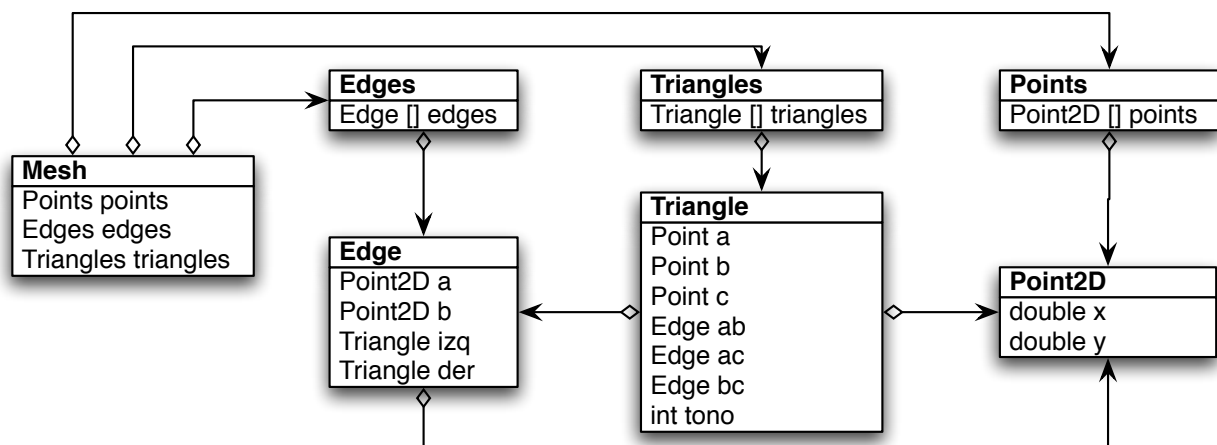 Edges
Edge [] edges
Triangles
Triangle [] triangles
Points
Point2D [] points
Mesh
Points points
Edges edges
Triangles triangles
Edge
Point2D a
Point2D b
Triangle izq
Triangle der
Triangle
Point a
Point b
Point c
Edge ab
Edge ac
Edge bc
int tono
Point2D
double x
double y